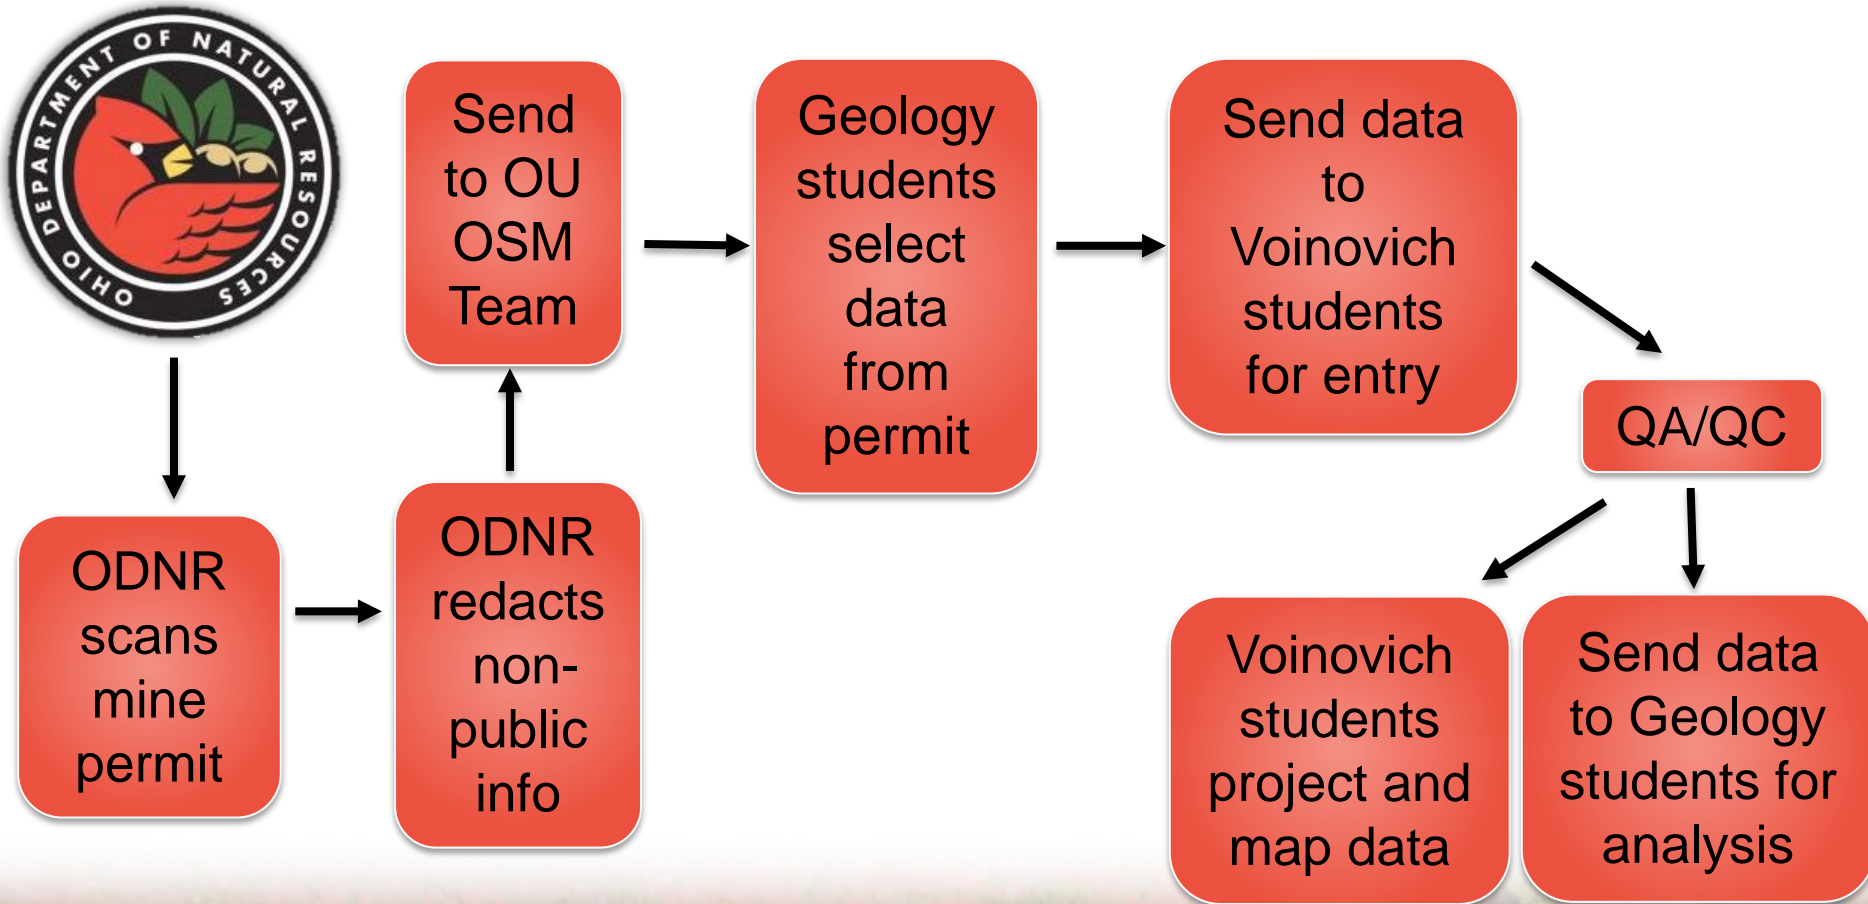 OHIO DEPARTMENT OF NATURAL RESOURCES
ODNR
scans
mine
permit
ODNR
redacts
non-
public
info
Send
to OU
OSM
Team
Geology
students
select
data
from
permit
Send data
to
Voinovich
students
for entry
QA/QC
Voinovich
students
project and
map data
Send data
to Geology
students for
analysis